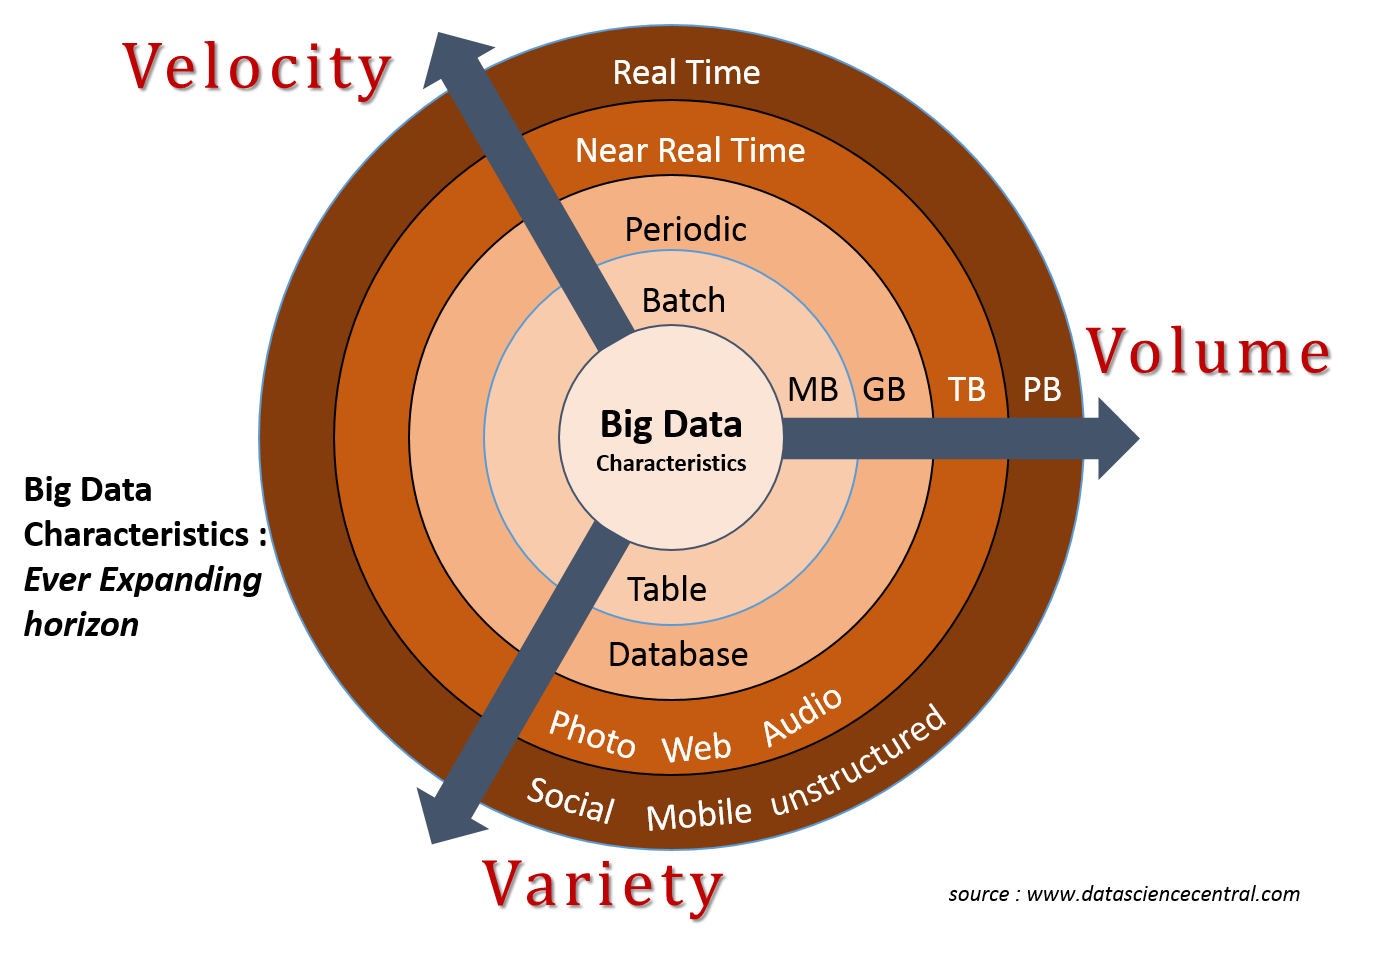 Velocity
Real Time
Near Real Time
Periodic
Batch
Volume
MB GB TB PB
Big Data
Characteristics
Big Data
Characteristics :
Ever Expanding
horizon
Table
Database
Photo Web Audio
Social Mobile unstructured
Variety
source : www.datasciencecentral.com